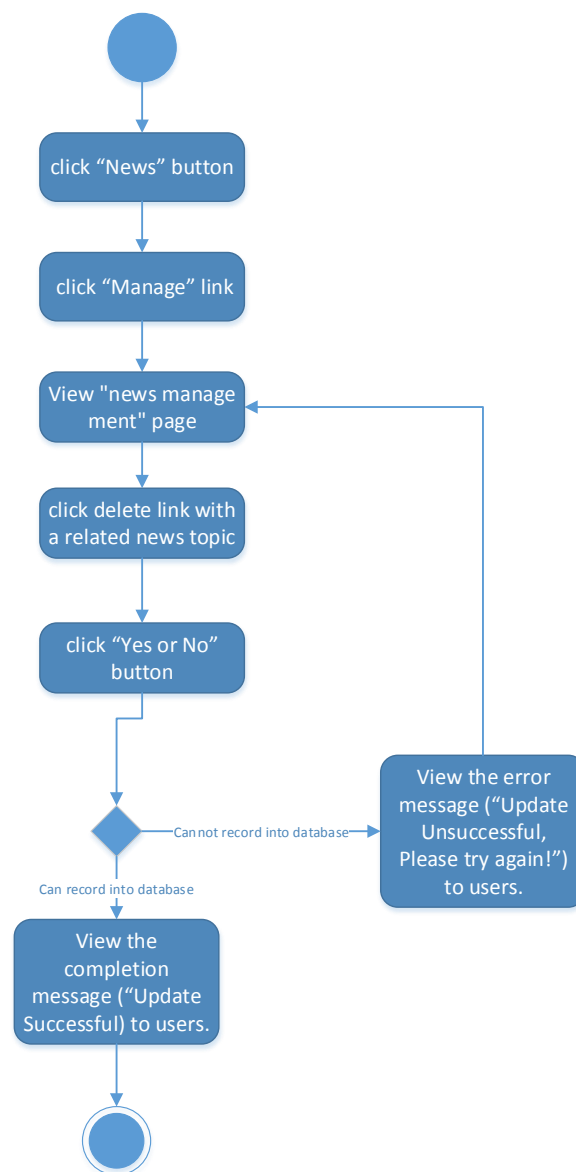 click “News” button
click “Manage” link
View "news manage
ment" page
click delete link with
a related news topic
click “Yes or No”
button
Cannot record into database
View the error
message (“Update
Unsuccessful,
Please try again!”)
to users.
Can record into database
View the
completion
message (“Update
Successful) to users.